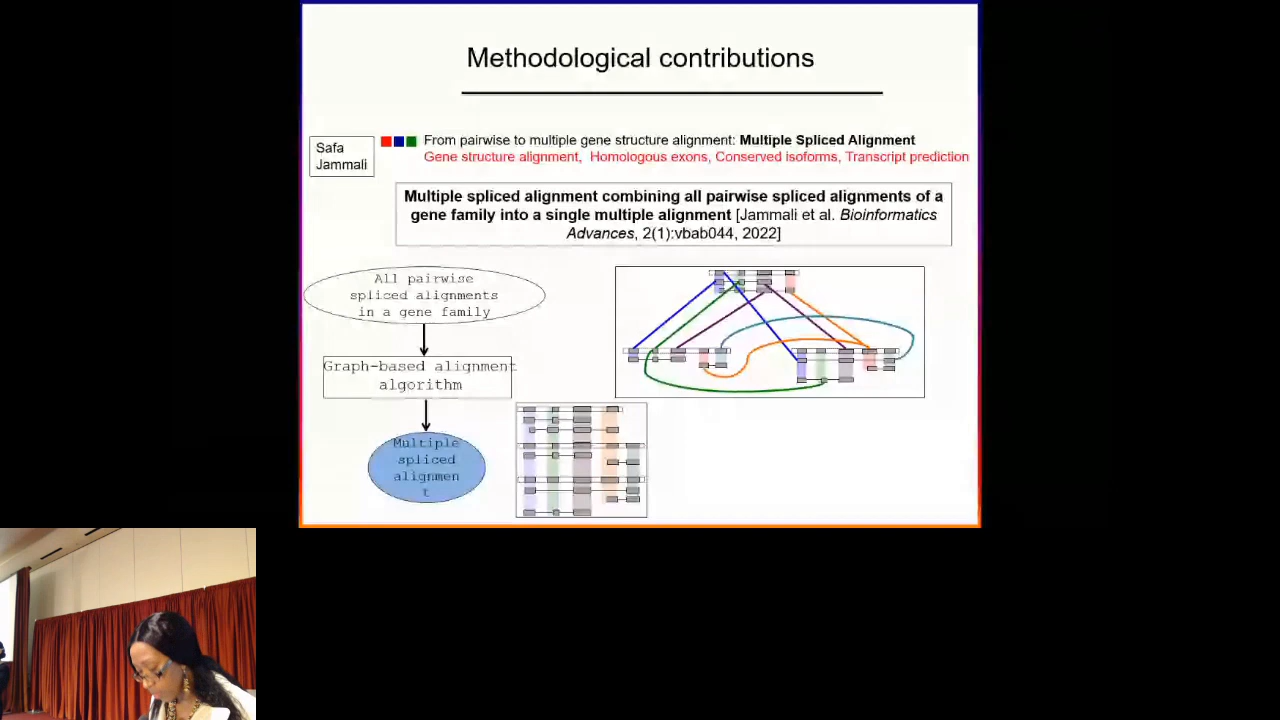 Methodological contributions
Safa
Jammali
From pairwise to multiple gene structure alignment: Multiple Spliced Alignment
Gene structure alignment, Homologous exons, Conserved isoforms, Transcript prediction
Multiple spliced alignment combining all pairwise spliced alignments of a
gene family into a single multiple alignment [Jammali et al. Bioinformatics
Advances, 2(1):vbab044, 2022]
All pairwise
spliced alignments
in a gene family
Graph-based alignment
algorithm
Multiple
spliced
alignmen
t